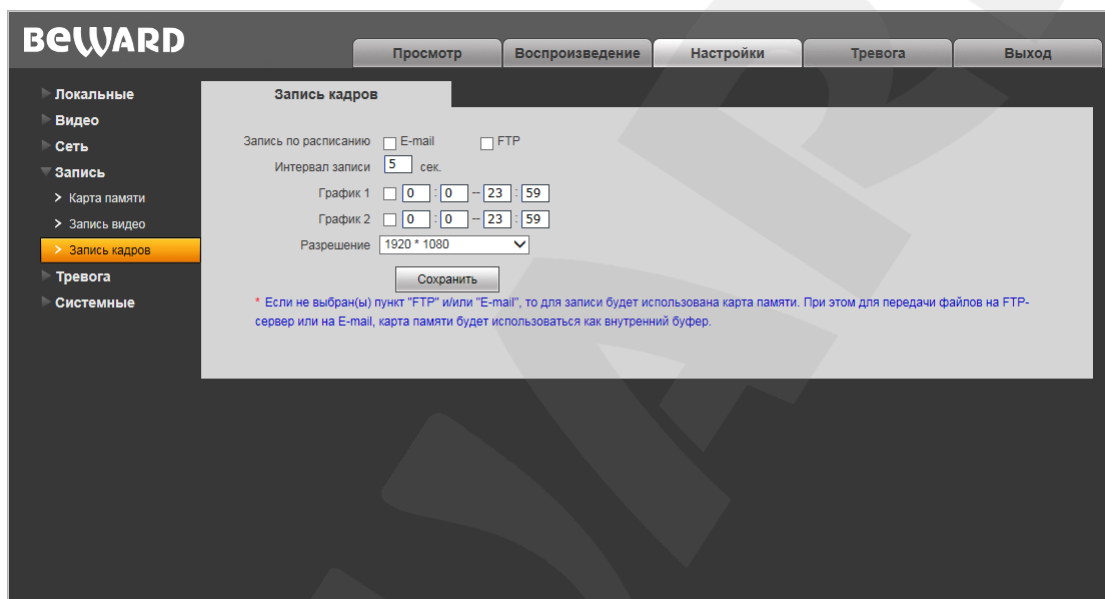 BEWARD
Просмотр Воспроизведение Настройки Тревога Выход
Локальные
Видео
Сеть
Запись
> Карта памяти
> Запись видео
> Запись кадров
Тревога
Системные
Запись кадров
Запись по расписанию E-mail FTP
Интервал записи 5 сек.
График 1 0 : 0 -- 23 : 59
График 2 0 : 0 -- 23 : 59
Разрешение 1920 * 1080
Сохранить
* Если не выбран(ы) пункт "FTP" и/или "E-mail", то для записи будет использована карта памяти. При этом для передачи файлов на FTP-
сервер или на E-mail, карта памяти будет использоваться как внутренний буфер.